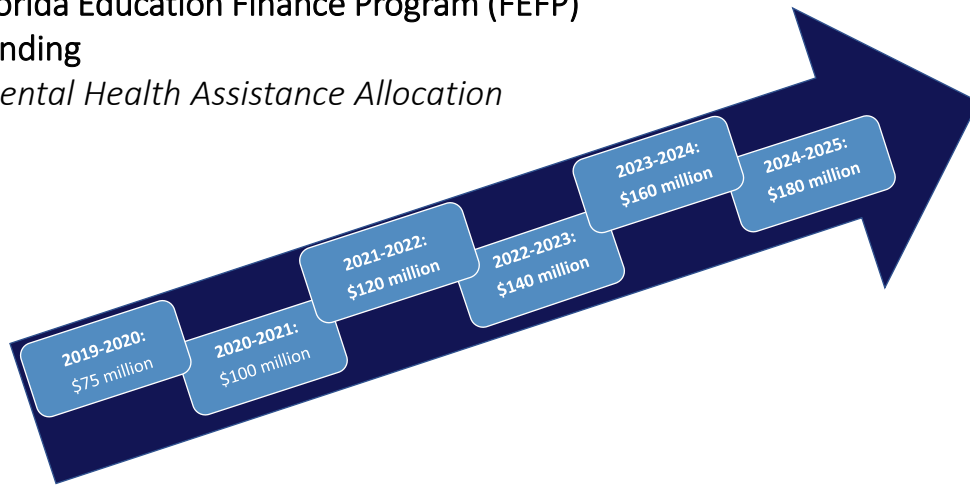 orida Education Finance Program (FEFP)
nding
ental Health Assistance Allocation
2019-2020:
$75 million
2020-2021:
$100 million
2021-2022:
$120 million
2022-2023:
$140 million
2023-2024:
$160 million
2024-2025:
$180 million